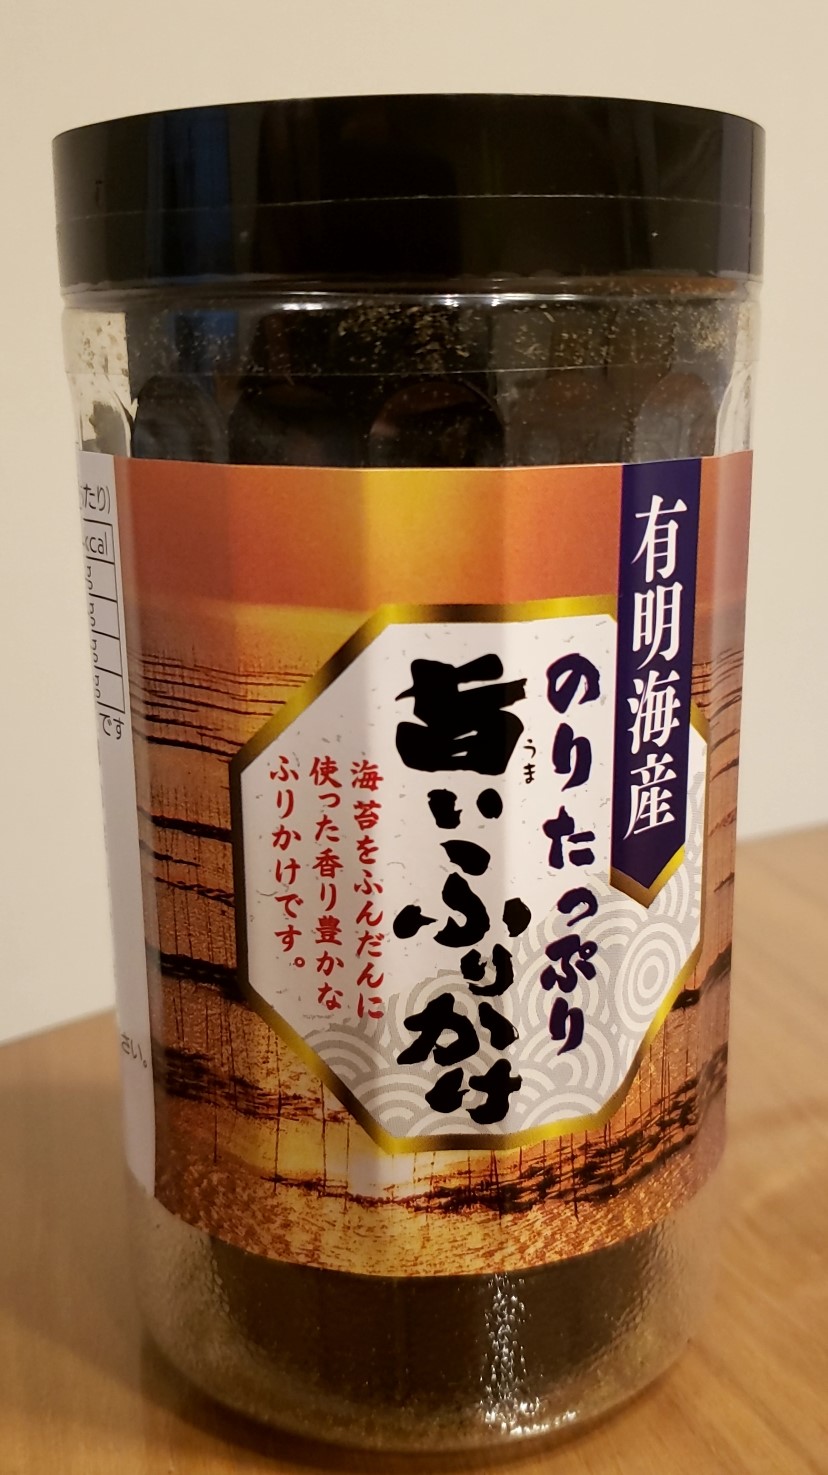 有明海産
のりたっぷり
旨いふりかけ
うま
海苔をふんだんに
使った香り豊かな
ふりかけです。
たり)
kcal
です
さい。